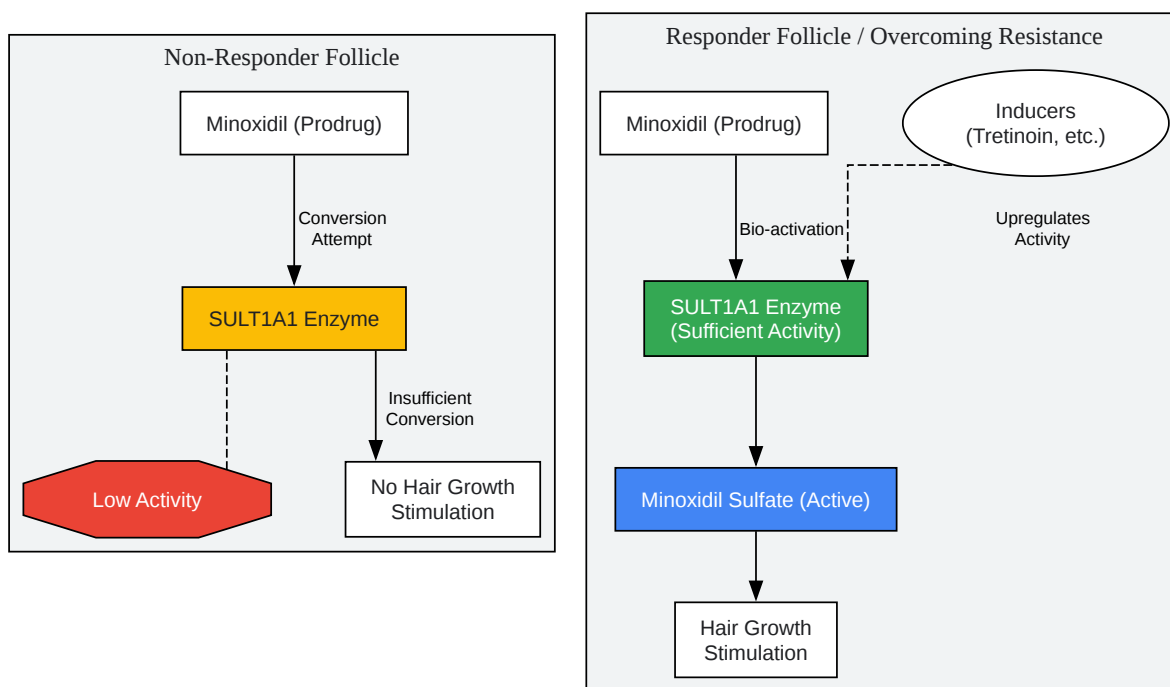 Non-Responder Follicle
Minoxidil (Prodrug)
Conversion
Attempt
SULT1A1 Enzyme
Insufficient
Conversion
Low Activity
No Hair Growth
Stimulation
Responder Follicle / Overcoming Resistance
Minoxidil (Prodrug)
Inducers
(Tretinoin, etc.)
Bio-activation
Upregulates
Activity
SULT1A1 Enzyme
(Sufficient Activity)
Minoxidil Sulfate (Active)
Hair Growth
Stimulation